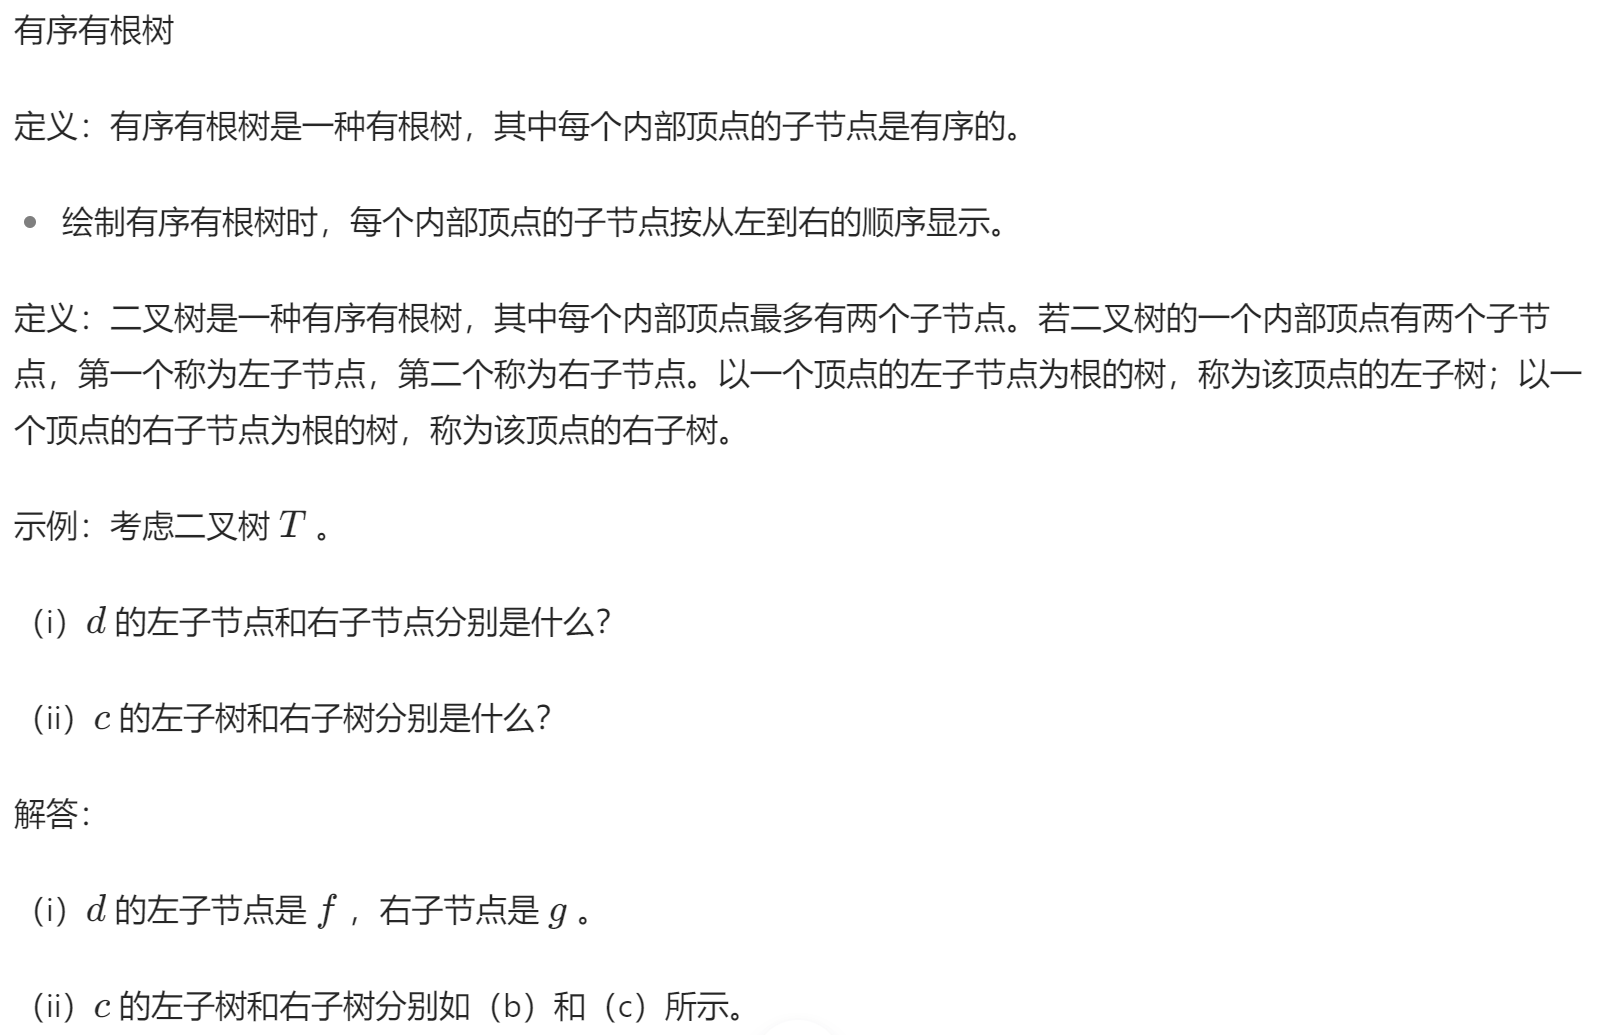 有序有根树
定义：有序有根树是一种有根树，其中每个内部顶点的子节点是有序的。
• 绘制有序有根树时，每个内部顶点的子节点按从左到右的顺序显示。
定义：二叉树是一种有序有根树，其中每个内部顶点最多有两个子节点。若二叉树的一个内部顶点有两个子节
点，第一个称为左子节点，第二个称为右子节点。以一个顶点的左子节点为根的树，称为该顶点的左子树；以一
个顶点的右子节点为根的树，称为该顶点的右子树。
示例：考虑二叉树 T 。
（i）d 的左子节点和右子节点分别是什么？
（ii）c 的左子树和右子树分别是什么？
解答：
（i）d 的左子节点是 f ，右子节点是 g 。
（ii）c 的左子树和右子树分别如（b）和（c）所示。